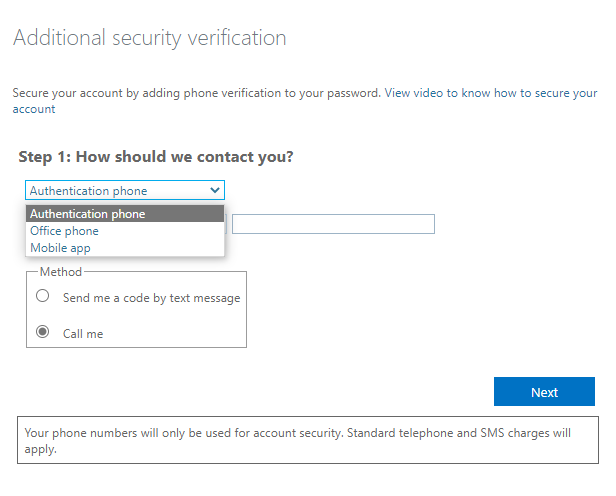 Additional security verification
Secure your account by adding phone verification to your password. View video to know how to secure your
account
Step 1: How should we contact you?
Authentication phone
Authentication phone
Office phone
Mobile app
Method
Send me a code by text message
Call me
Next
Your phone numbers will only be used for account security. Standard telephone and SMS charges will
apply.